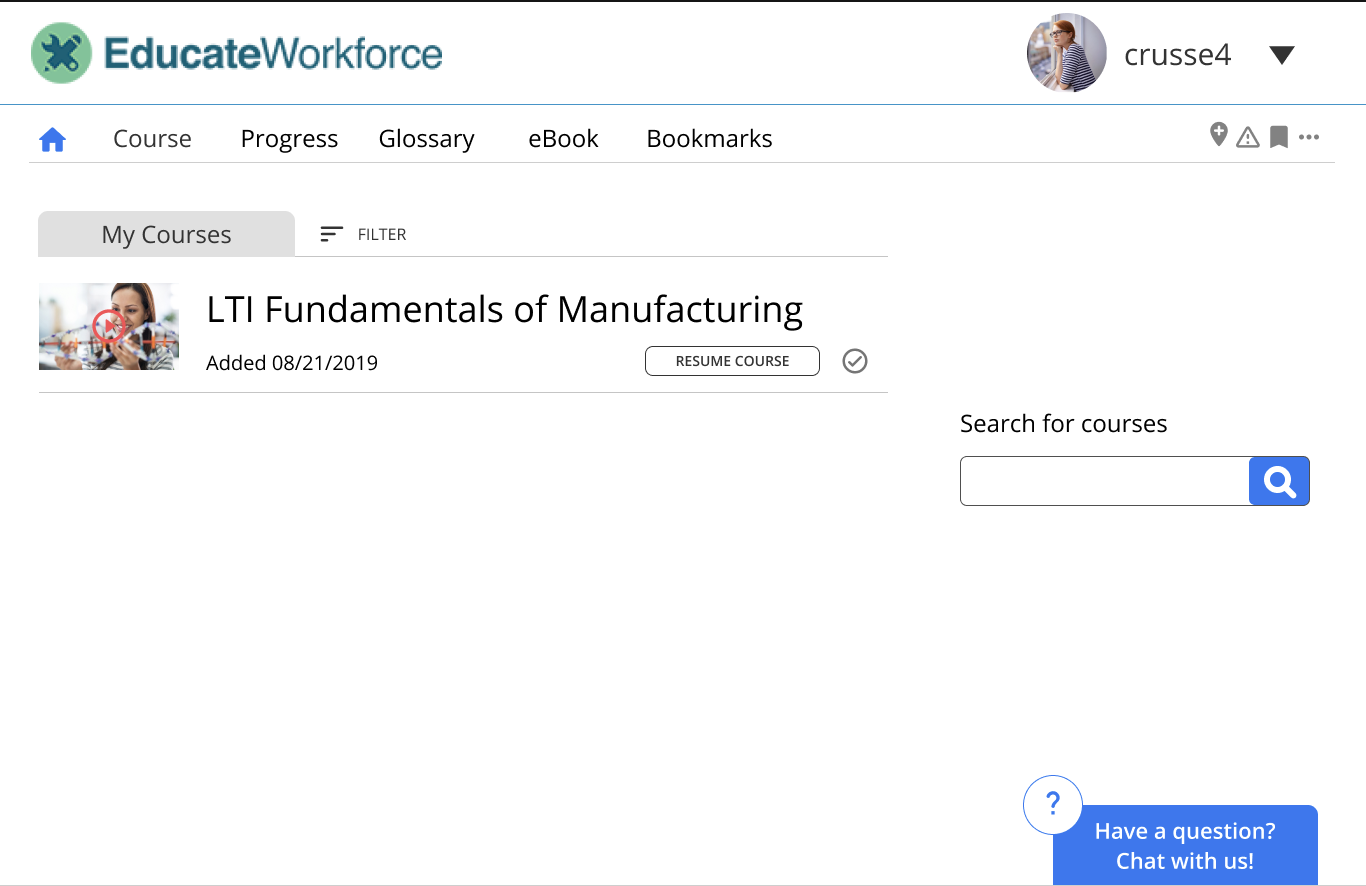 EducateWorkforce
crusse4
Course Progress Glossary eBook Bookmarks
My Courses
FILTER
LTI Fundamentals of Manufacturing
Added 08/21/2019
RESUME COURSE
Search for courses
?
Have a question?
Chat with us!